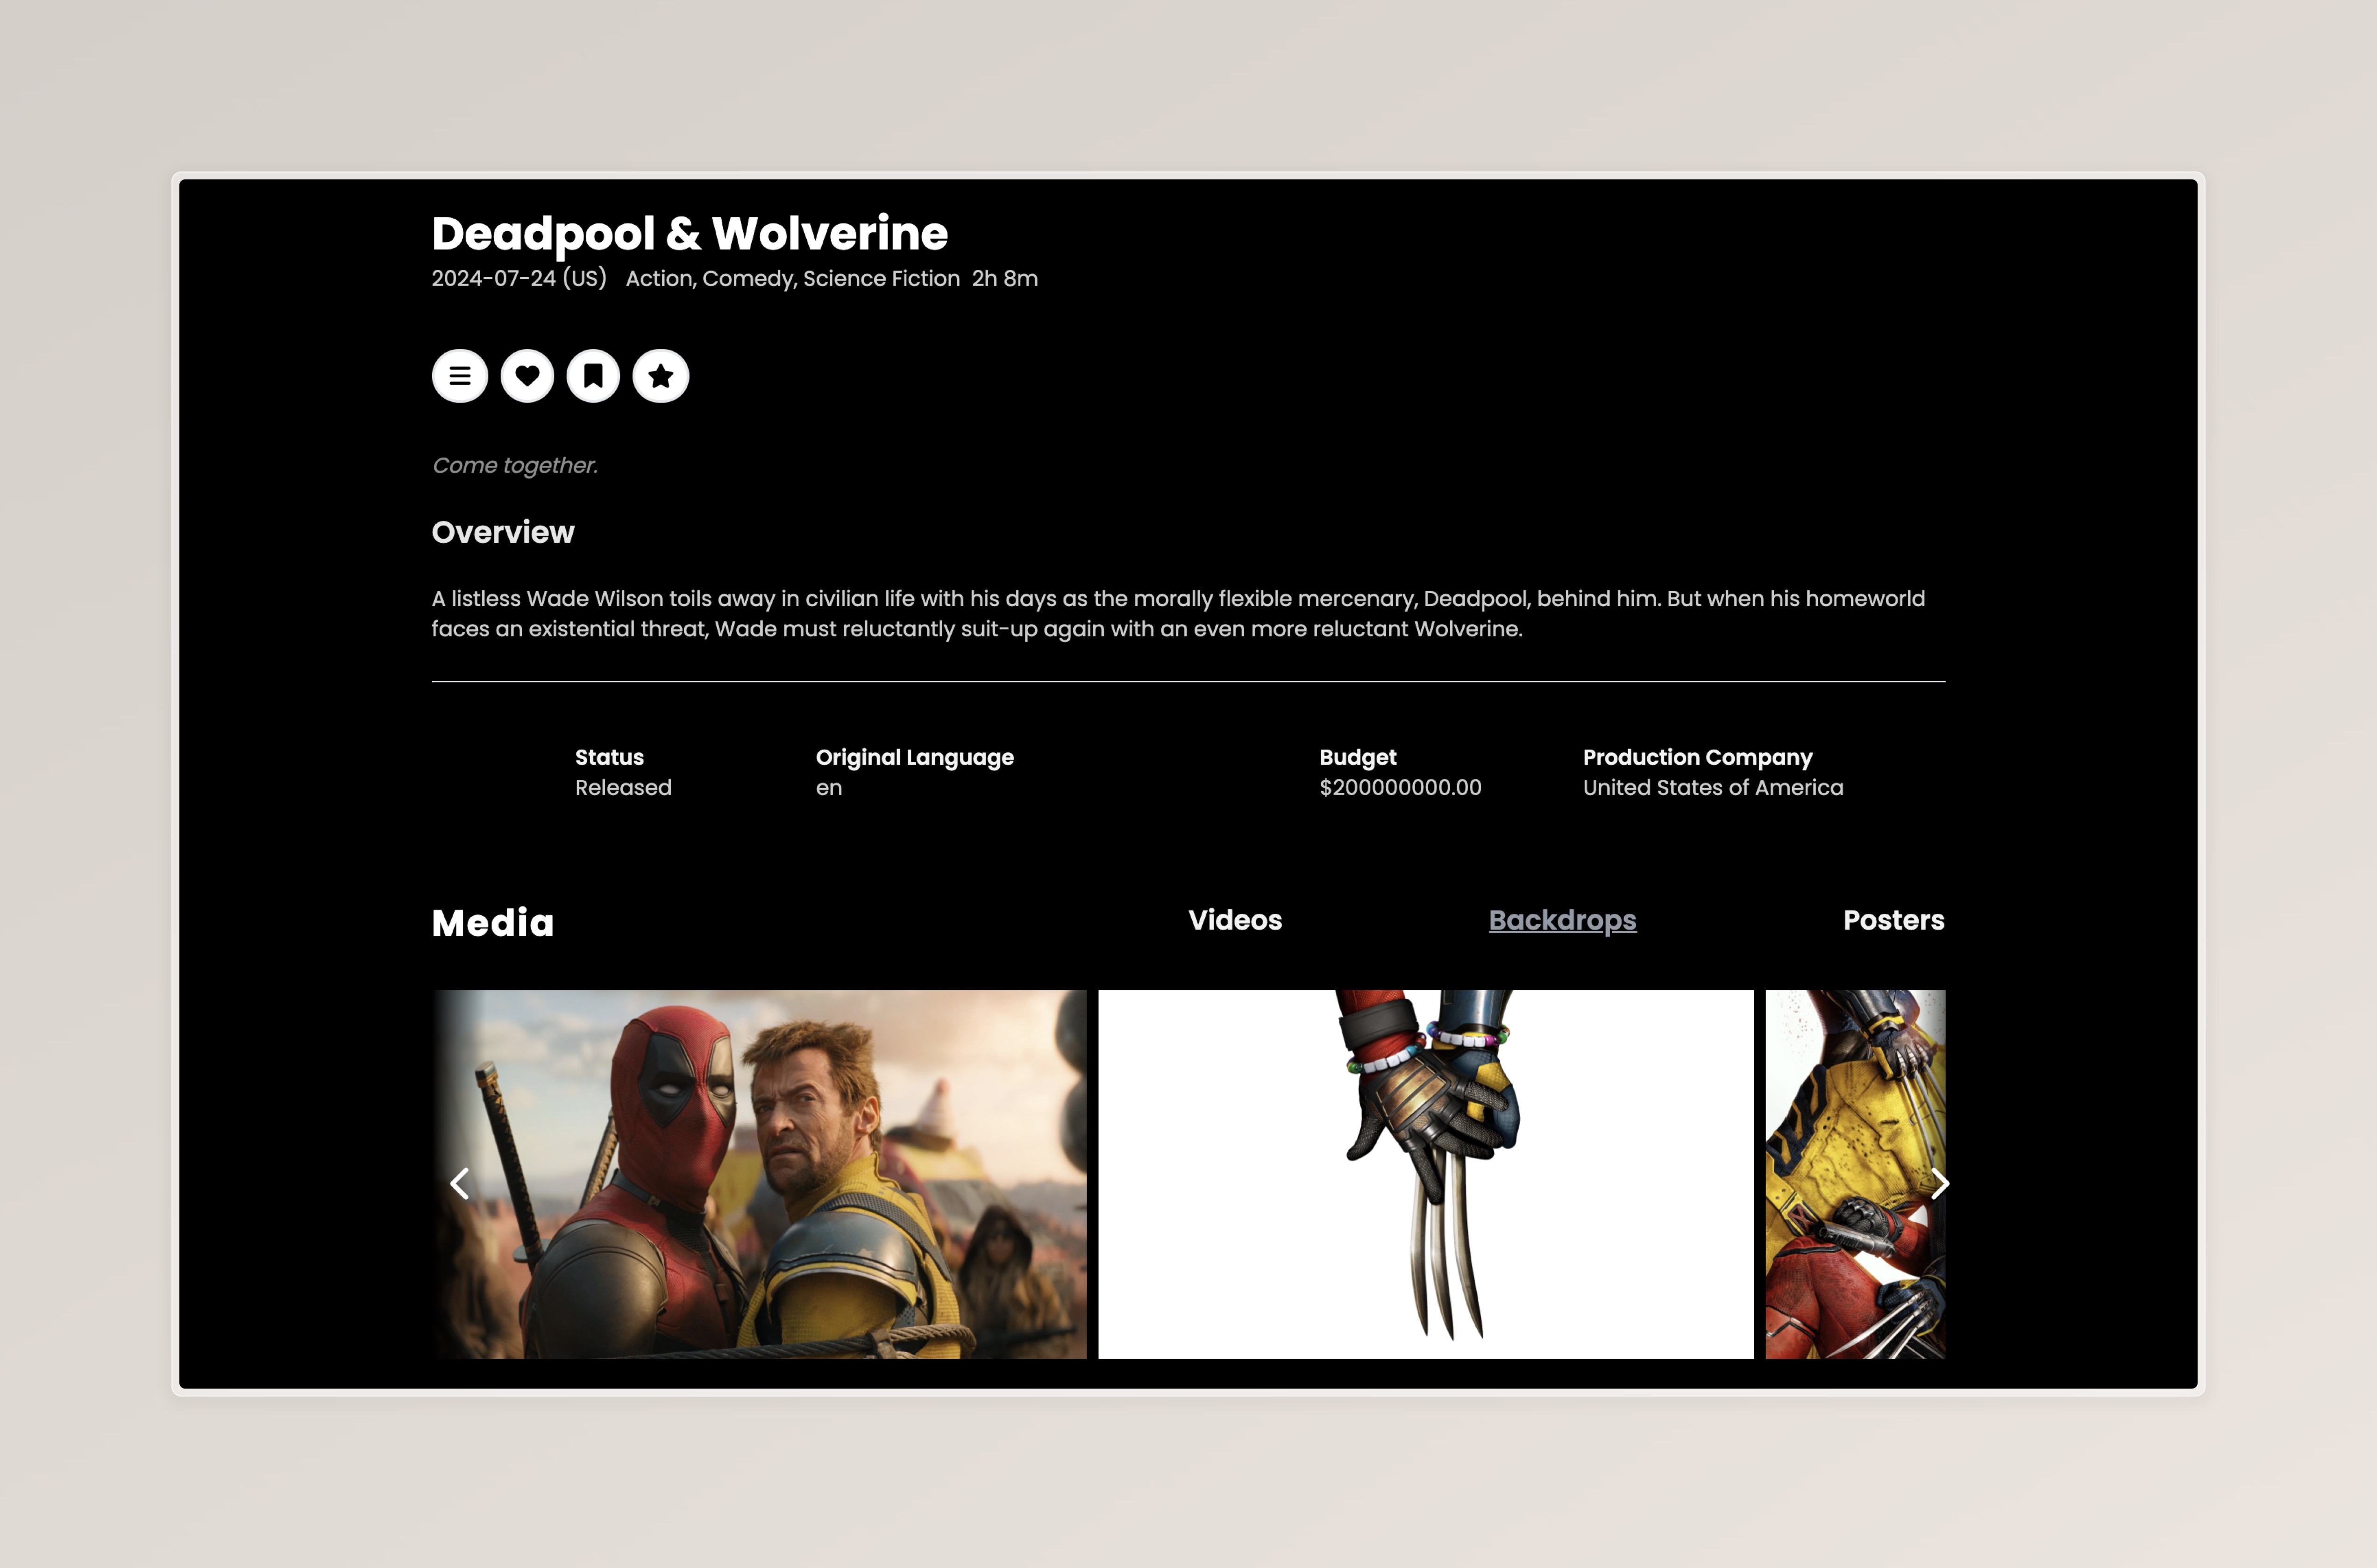 Deadpool & Wolverine
2024-07-24 (US) Action, Comedy, Science Fiction 2h 8m
Come together.
Overview
A listless Wade Wilson toils away in civilian life with his days as the morally flexible mercenary, Deadpool, behind him. But when his homeworld
faces an existential threat, Wade must reluctantly suit-up again with an even more reluctant Wolverine.
Status
Released
Original Language
en
Budget
$200000000.00
Production Company
United States of America
Media
Videos
Backdrops
Posters